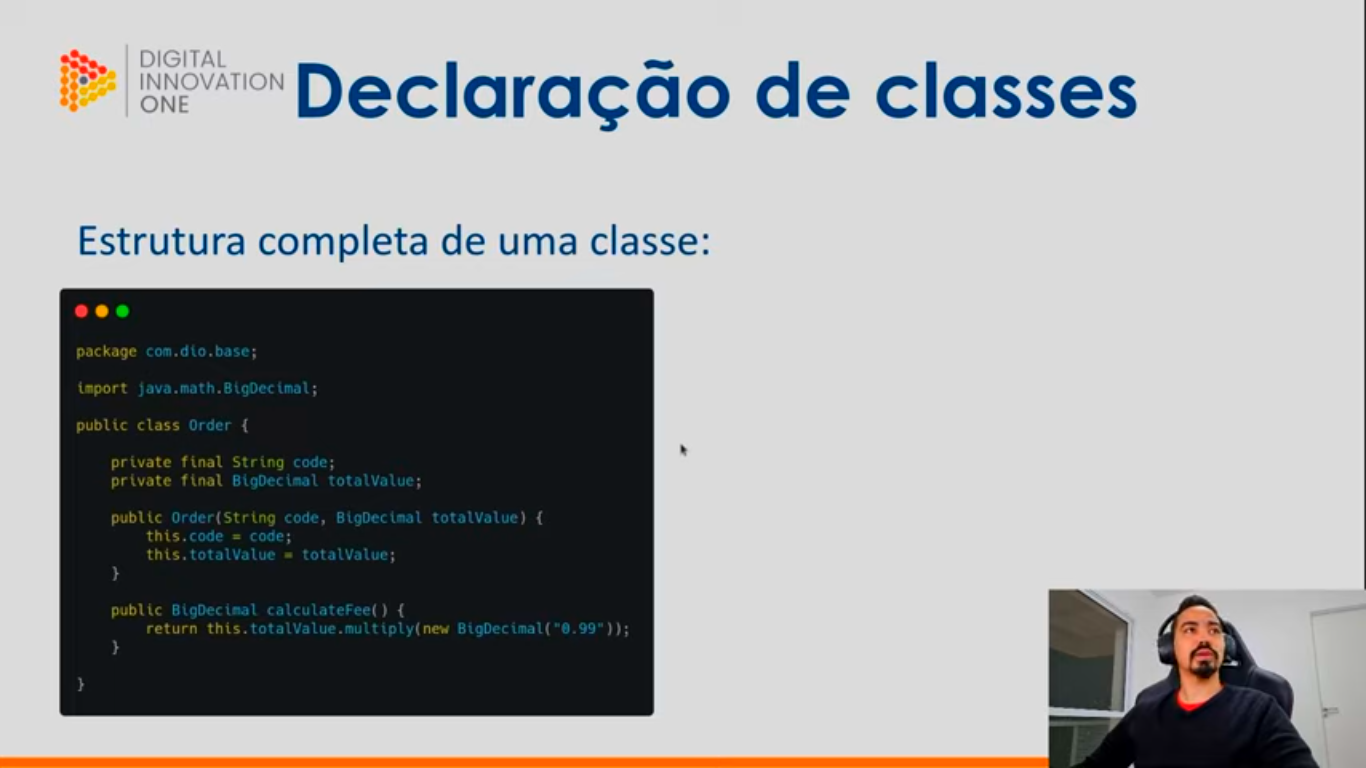 DIGITAL
INNOVATION
ONE
Declaração de classes
Estrutura completa de uma classe:
package com.dio.base;
import java.math.BigDecimal;
public class Order {
private final String code;
private final BigDecimal totalValue;
public Order(String code, BigDecimal totalValue) {
this.code = code;
this.totalValue = totalValue;
}
public BigDecimal calculateFee() {
return this.totalValue.multiply(new BigDecimal("0.99"));
}
}